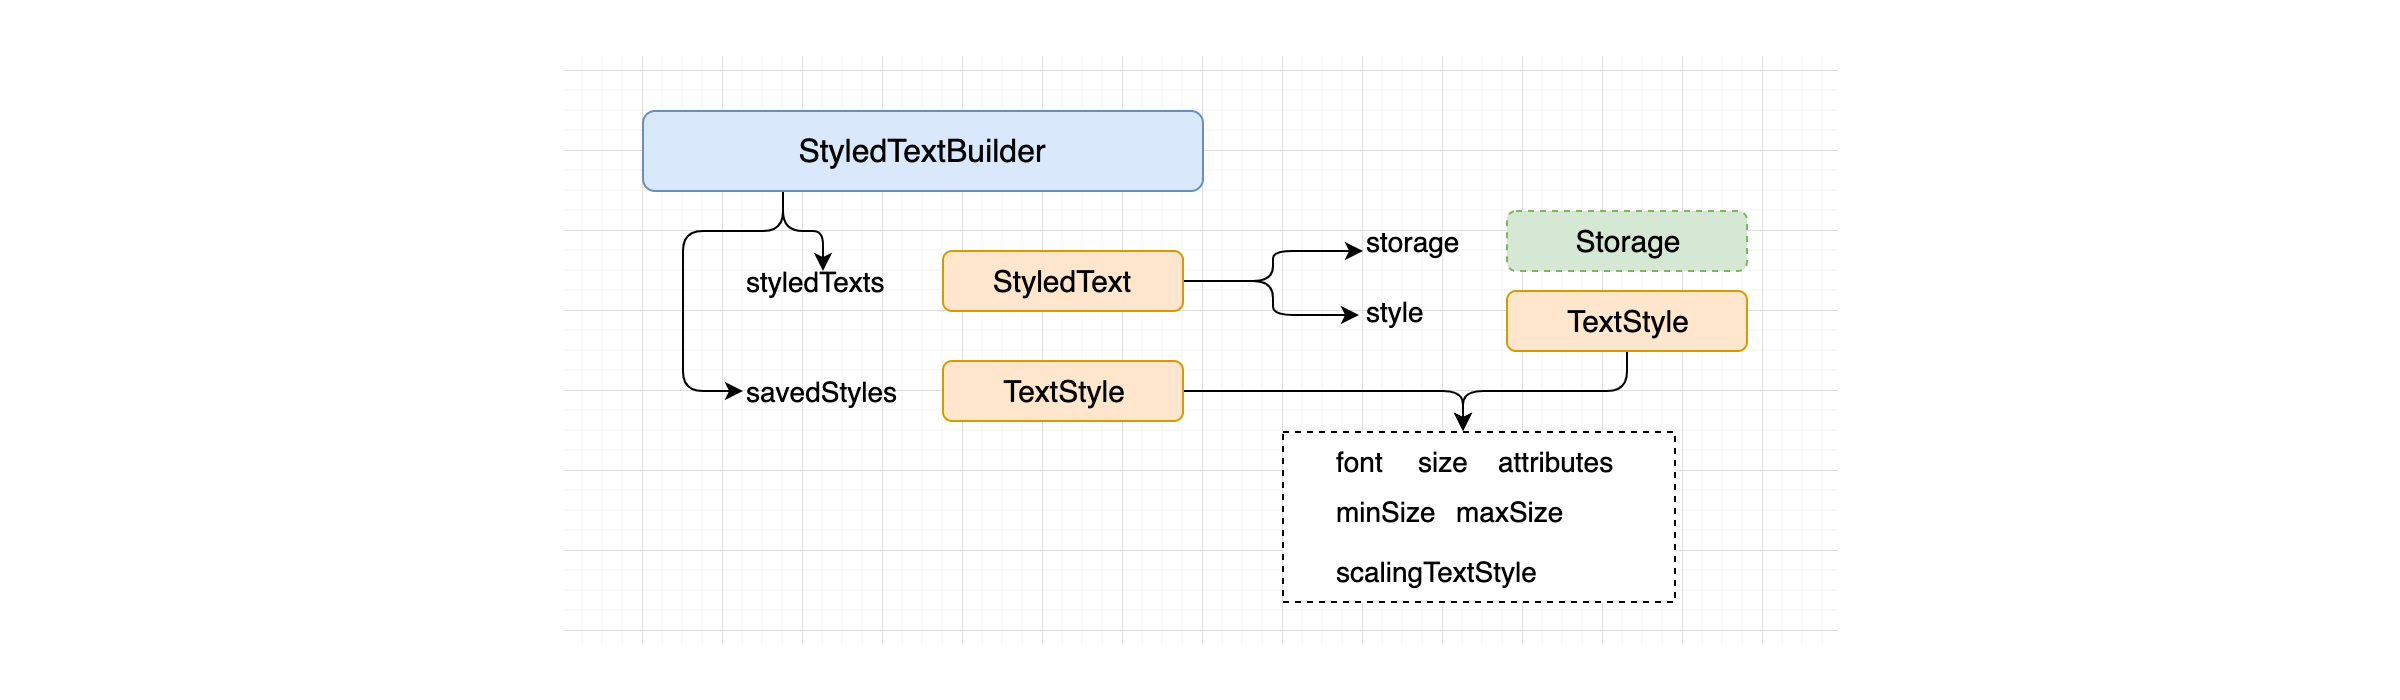 StyledTextBuilder
storage
Storage
styledTexts
StyledText
style
TextStyle
savedStyles
TextStyle
font size attributes
minSize maxSize
scalingTextStyle